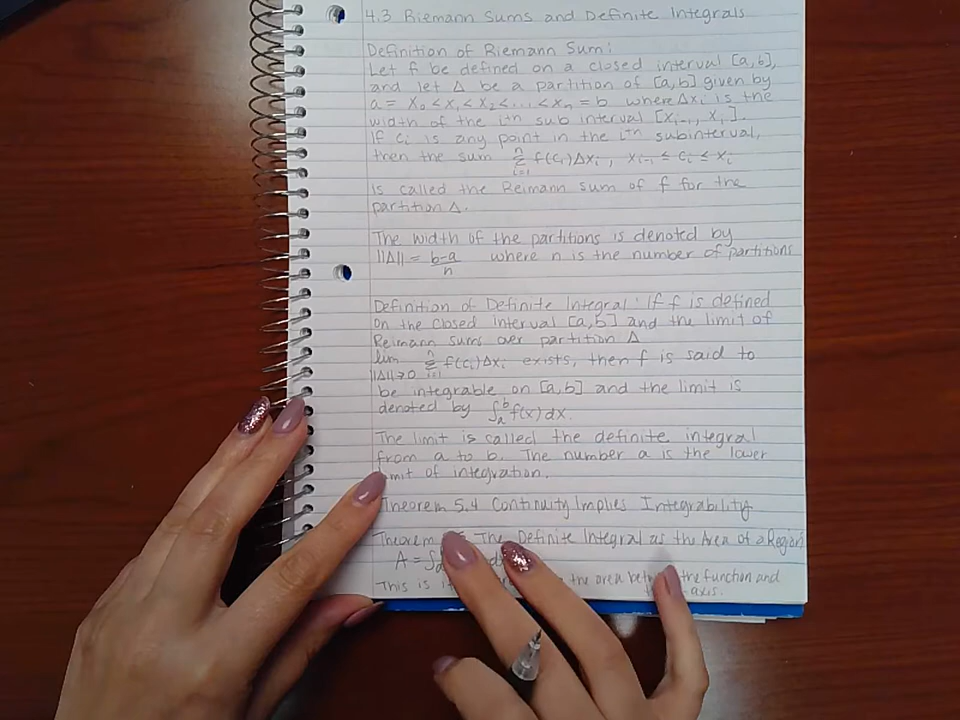 4.3 Riemann Sums and Definite Integrals
Definition of Riemann Sum:
Let f be defined on a closed interval [a,b],
and let Δ be a partition of [a,b] given by
a = x₀ < x₁ < x₂ < ... < xₙ = b where Δxᵢ is the
width of the iᵗʰ sub interval [xᵢ₋₁, xᵢ].
If cᵢ is any point in the iᵗʰ subinterval,
then the sum ∑ᵢ₌₁ⁿ f(cᵢ)Δxᵢ, xᵢ₋₁ ≤ cᵢ ≤ xᵢ
is called the Reimann sum of f for the
partition Δ.
The width of the partitions is denoted by
||Δ|| = b-a/n where n is the number of partitions
Definition of Definite Integral: If f is defined
on the closed interval [a,b] and the limit of
Reimann sums over partition Δ
lim ||Δ||→0 ∑ᵢ₌₁ⁿ f(cᵢ)Δxᵢ exists, then f is said to
be integrable on [a,b] and the limit is
denoted by ∫ₐᵇ f(x)dx.
The limit is called the definite integral
from a to b. The number a is the lower
limit of integration.
Theorem 5.4 Continuity Implies Integrability
Theorem The Definite Integral as the Area of a Region
A = ∫
This is the area the function and
-axis.